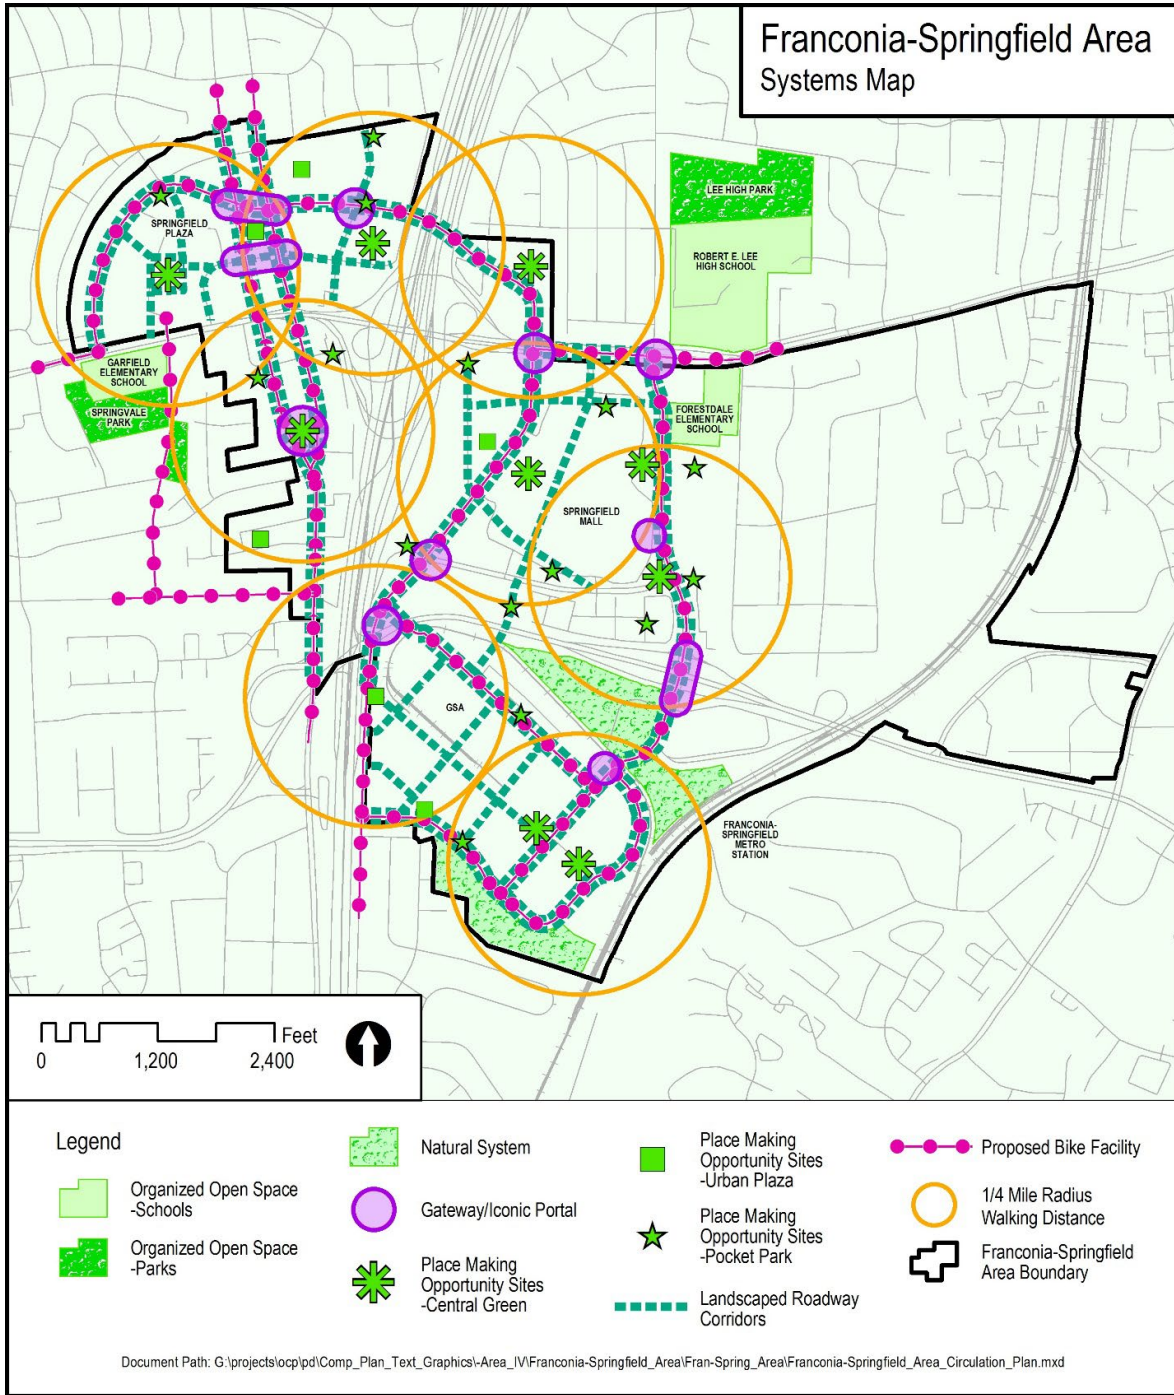 Franconia-Springfield Area
Systems Map
LEE HIGH PARK
ROBERT E. LEE
HIGH SCHOOL
SPRINGFIELD
PLAZA
GARFIELD
ELEMENTARY
SCHOOL
SPRINGVALE
PARK
FORESTDALE
ELEMENTARY
SCHOOL
SPRINGFIELD
MALL
GSA
FRANCONIA-
SPRINGFIELD
METRO
STATION
Feet
0
1,200
2,400
Legend
Organized Open Space
-Schools
Organized Open Space
-Parks
Natural System
Gateway/Iconic Portal
Place Making
Opportunity Sites
-Central Green
Place Making
Opportunity Sites
-Urban Plaza
Place Making
Opportunity Sites
-Pocket Park
Landscaped Roadway
Corridors
Proposed Bike Facility
1/4 Mile Radius
Walking Distance
Franconia-Springfield
Area Boundary
Document Path: G:\projects\ocp\pd\Comp_Plan_Text_Graphics\-Area_IV\Franconia-Springfield_Area\Fran-Spring_Area\Franconia-Springfield_Area_Circulation_Plan.mxd